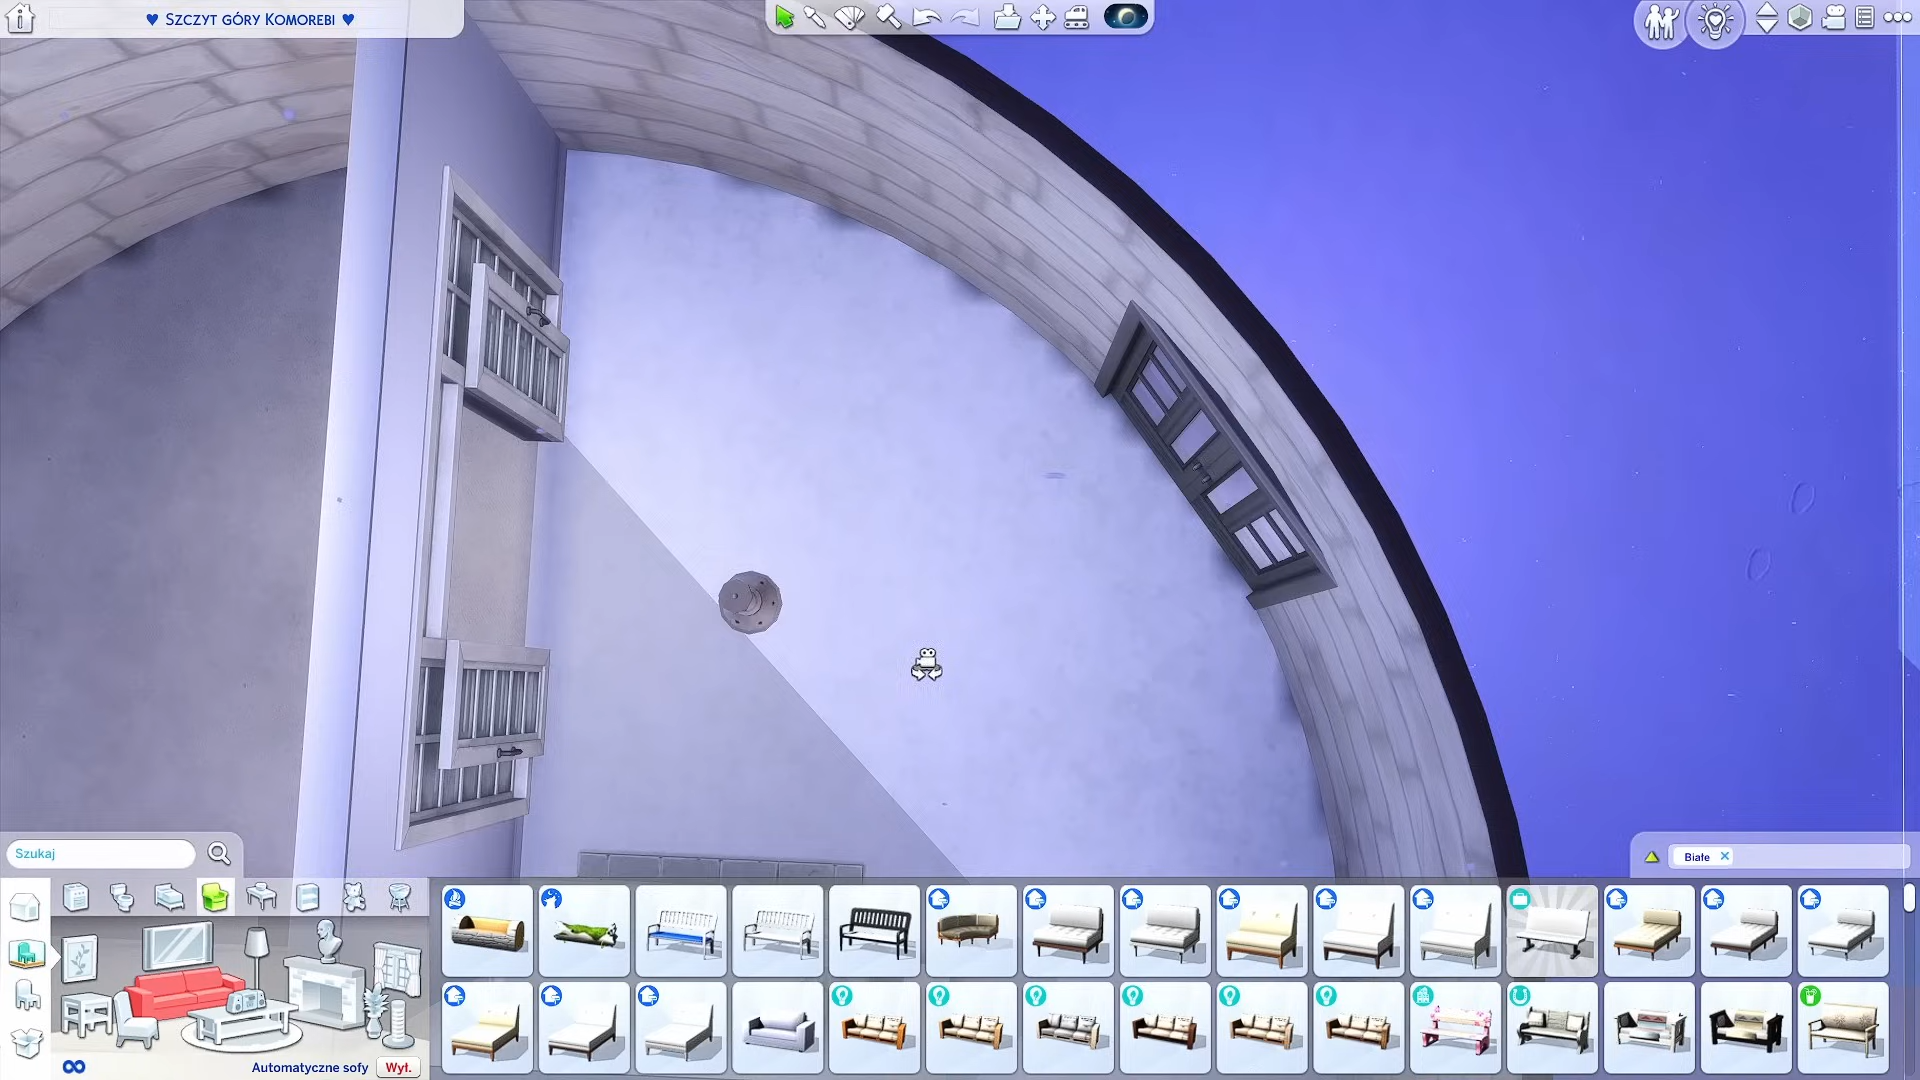 ♥ Szczyt góry Komorebi ♥
Szukaj
Białe ✕
Automatyczne sofy Wył.